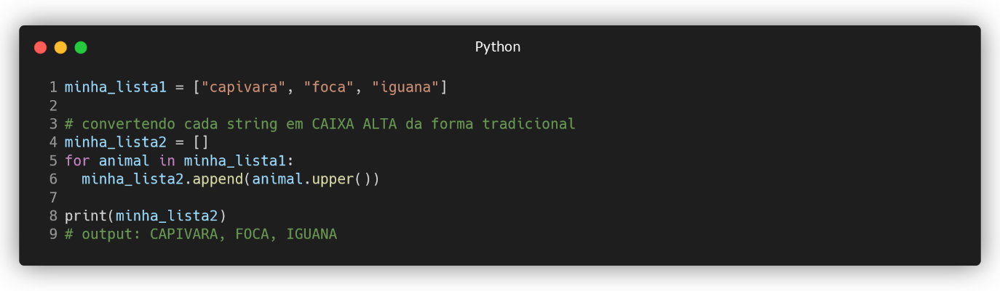 Python
1 minha_lista1 = ["capivara", "foca", "iguana"]
2
3 # convertendo cada string em CAIXA ALTA da forma tradicional
4 minha_lista2 = []
5 for animal in minha_lista1:
6   minha_lista2.append(animal.upper())
7
8 print(minha_lista2)
9 # output: CAPIVARA, FOCA, IGUANA